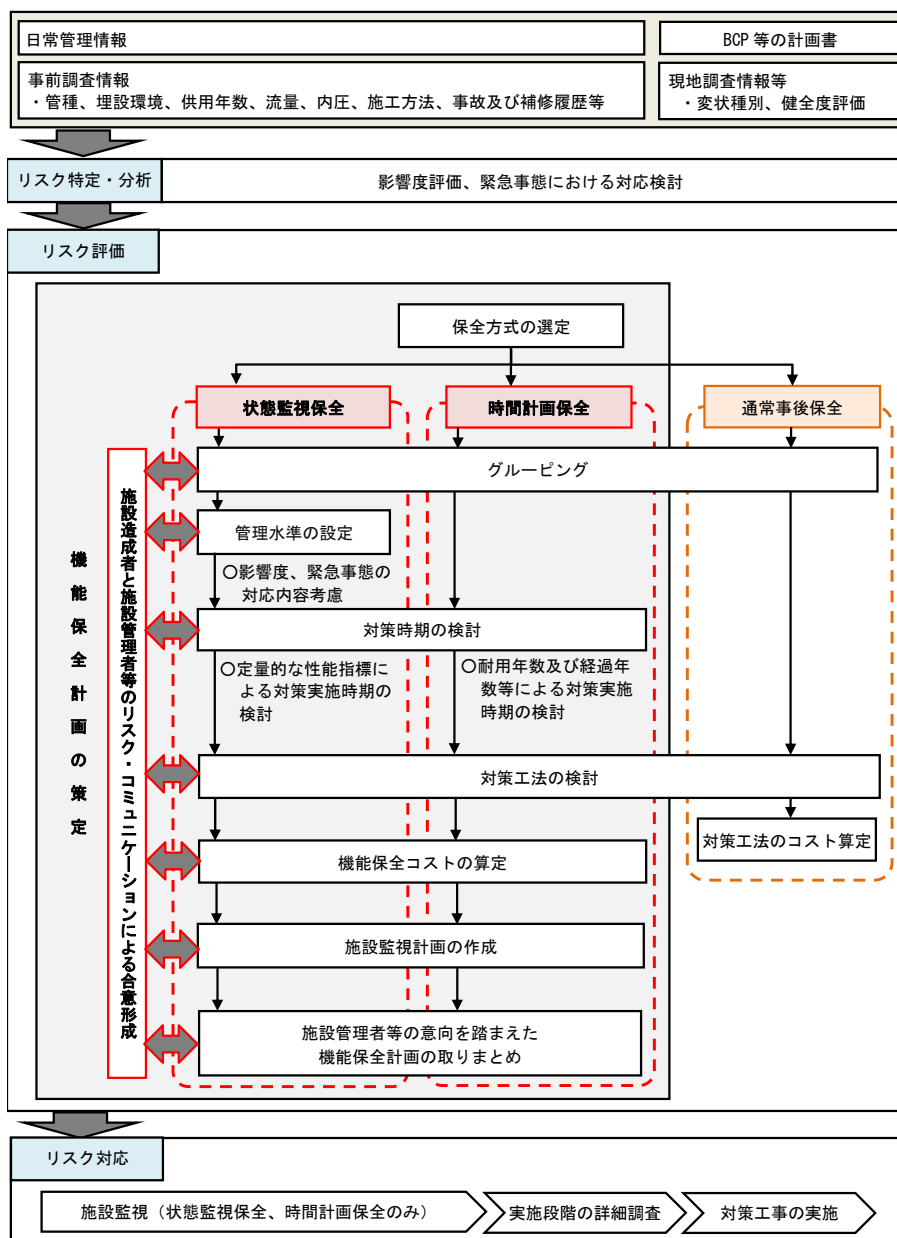 日常管理情報
BCP 等の計画書
事前調査情報
・管種、埋設環境、供用年数、流量、内圧、施工方法、事故及び補修履歴等
現地調査情報等
・変状種別、健全度評価
リスク特定・分析
影響度評価、緊急事態における対応検討
リスク評価
保全方式の選定
状態監視保全
時間計画保全
通常事後保全
グルーピング
管理水準の設定
〇影響度、緊急事態の
対応内容考慮
対策時期の検討
〇定量的な性能指標に
よる対策実施時期の
検討
〇耐用年数及び経過年
数等による対策実施
時期の検討
対策工法の検討
対策工法のコスト算定
機能保全コストの算定
施設監視計画の作成
施設管理者等の意向を踏まえた
機能保全計画の取りまとめ
施設造成者と施設管理者等のリスク・コミュニケーションによる合意形成
機能保全計画の策定
リスク対応
施設監視（状態監視保全、時間計画保全のみ）
実施段階の詳細調査
対策工事の実施